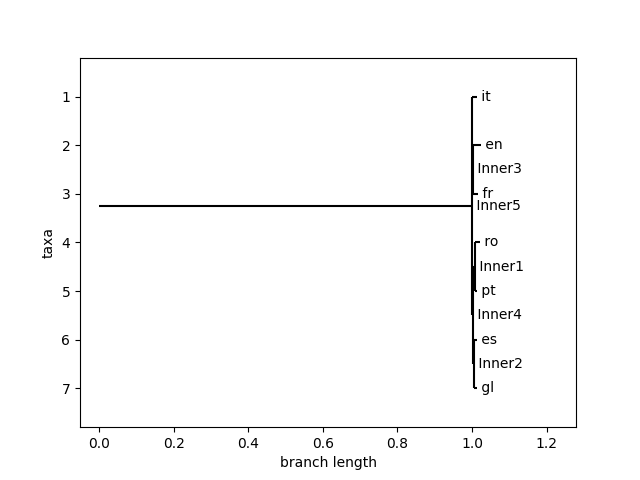 1
it
2
en
Inner3
3
fr
Inner5
taxa
4
ro
Inner1
5
pt
Inner4
6
es
Inner2
7
gl
0.0 0.2 0.4 0.6 0.8 1.0 1.2
branch length